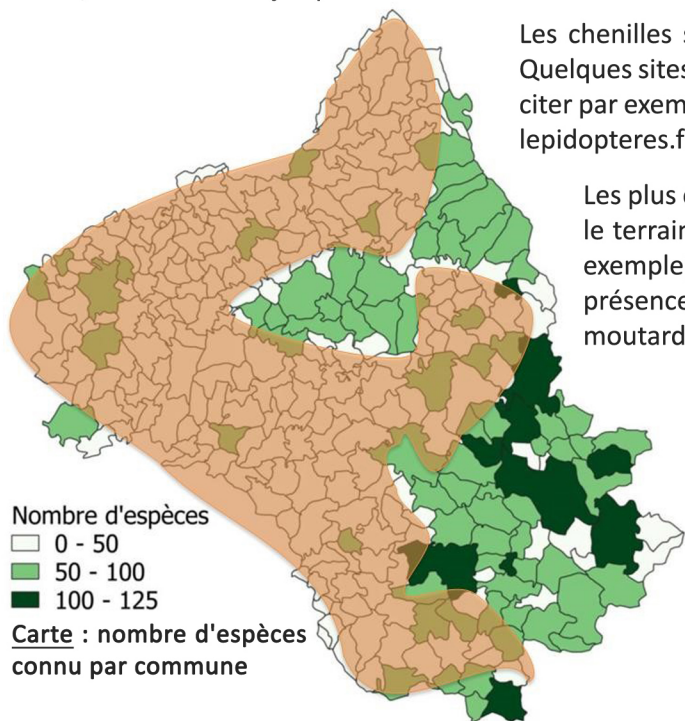 Les chenilles s
Quelques sites
citer par exem
lepidopteres.f
Les plus
le terrain
exemple
présence
moutard
Nombre d'espèces
0 - 50
50 - 100
100 - 125
Carte : nombre d'espèces
connu par commune